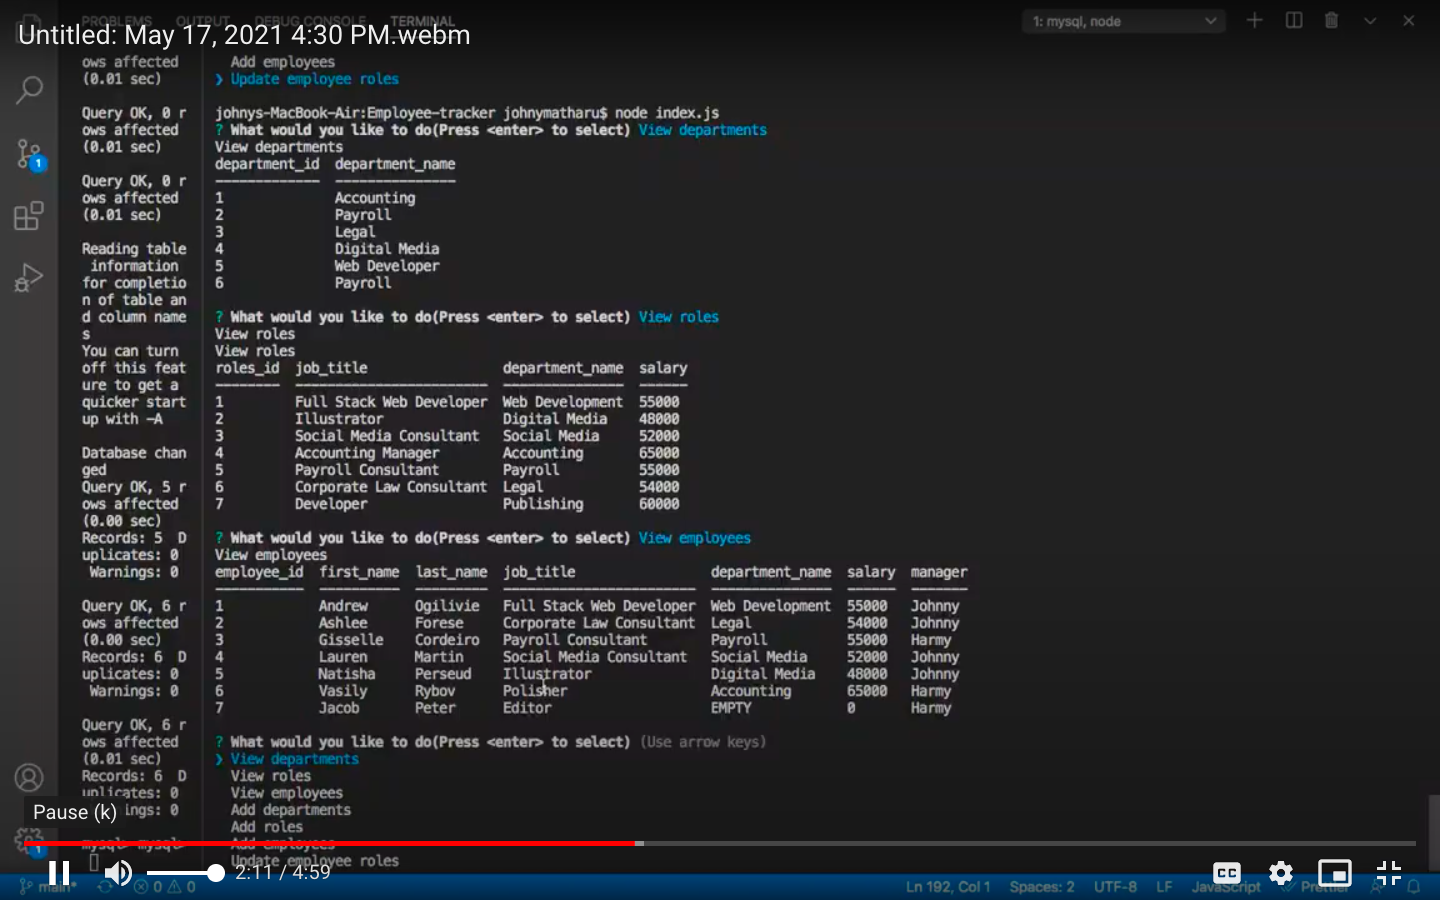 PROBLEMS OUTPUT DEBUG CONSOLE TERMINAL
1: mysql, node
Untitled: May 17, 2021 4:30 PM.webm
ows affected
(0.01 sec)
Query OK, 0 r
ows affected
(0.01 sec)
Query OK, 0 r
ows affected
(0.01 sec)
Reading table
information
for completio
n of table an
d column name
s
You can turn
off this feat
ure to get a
quicker start
up with -A
Database chan
ged
Query OK, 5 r
ows affected
(0.00 sec)
Records: 5 D
uplicates: 0
Warnings: 0
Query OK, 6 r
ows affected
(0.00 sec)
Records: 6 D
uplicates: 0
Warnings: 0
Query OK, 6 r
ows affected
(0.01 sec)
Records: 6 D
uplicates: 0
ings: 0
mysql> mysql>
Add employees
❯ Update employee roles
johnys-MacBook-Air:Employee-tracker johnymatharu$ node index.js
? What would you like to do(Press <enter> to select) View departments
View departments
department_id department_name
1 Accounting
2 Payroll
3 Legal
4 Digital Media
5 Web Developer
6 Payroll
? What would you like to do(Press <enter> to select) View roles
View roles
View roles
roles_id job_title department_name salary
1 Full Stack Web Developer Web Development 55000
2 Illustrator Digital Media 48000
3 Social Media Consultant Social Media 52000
4 Accounting Manager Accounting 65000
5 Payroll Consultant Payroll 55000
6 Corporate Law Consultant Legal 54000
7 Developer Publishing 60000
? What would you like to do(Press <enter> to select) View employees
View employees
employee_id first_name last_name job_title department_name salary manager
1 Andrew Ogilivie Full Stack Web Developer Web Development 55000 Johnny
2 Ashlee Forese Corporate Law Consultant Legal 54000 Johnny
3 Gisselle Cordeiro Payroll Consultant Payroll 55000 Harmy
4 Lauren Martin Social Media Consultant Social Media 52000 Johnny
5 Natisha Perseud Illustrator Digital Media 48000 Johnny
6 Vasily Rybov Polisher Accounting 65000 Harmy
7 Jacob Peter Editor EMPTY 0 Harmy
? What would you like to do(Press <enter> to select) (Use arrow keys)
❯ View departments
View roles
View employees
Add departments
Add roles
Add employees
Update employee roles
1
1
Pause (k)
2:11 / 4:59
CC
main* 0 0 Ln 192, Col 1 Spaces: 2 UTF-8 LF JavaScript Prettier